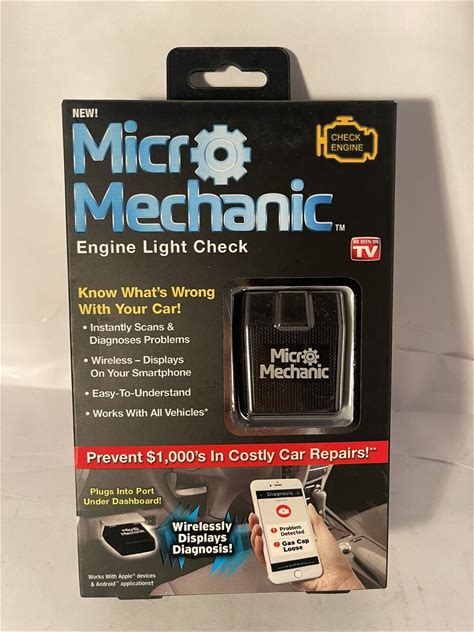 NEW!
Micro
Mechanic™
CHECK
ENGINE
Engine Light Check
AS SEEN ON
TV
Know What's Wrong
With Your Car!
• Instantly Scans &
Diagnoses Problems
• Wireless – Displays
On Your Smartphone
• Easy-To-Understand
• Works With All Vehicles*
Micro
Mechanic
Prevent $1,000's In Costly Car Repairs!**
Plugs Into Port
Under Dashboard!
Micro
Mechanic
Wirelessly
Displays
Diagnosis!
Diagnosis
Problem
Detected
Gas Cap
Loose
Works With Apple® devices
& Android™ applications†